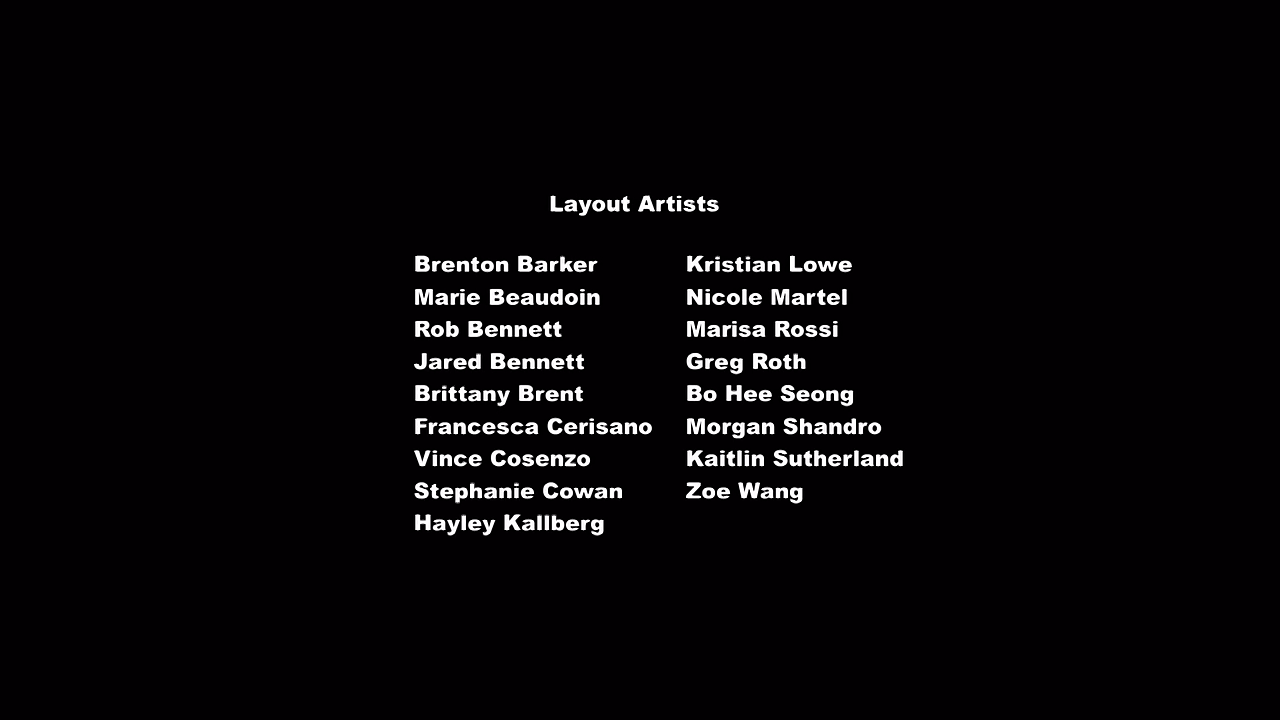 Layout Artists
Brenton Barker
Marie Beaudoin
Rob Bennett
Jared Bennett
Brittany Brent
Francesca Cerisano
Vince Cosenzo
Stephanie Cowan
Hayley Kallberg
Kristian Lowe
Nicole Martel
Marisa Rossi
Greg Roth
Bo Hee Seong
Morgan Shandro
Kaitlin Sutherland
Zoe Wang